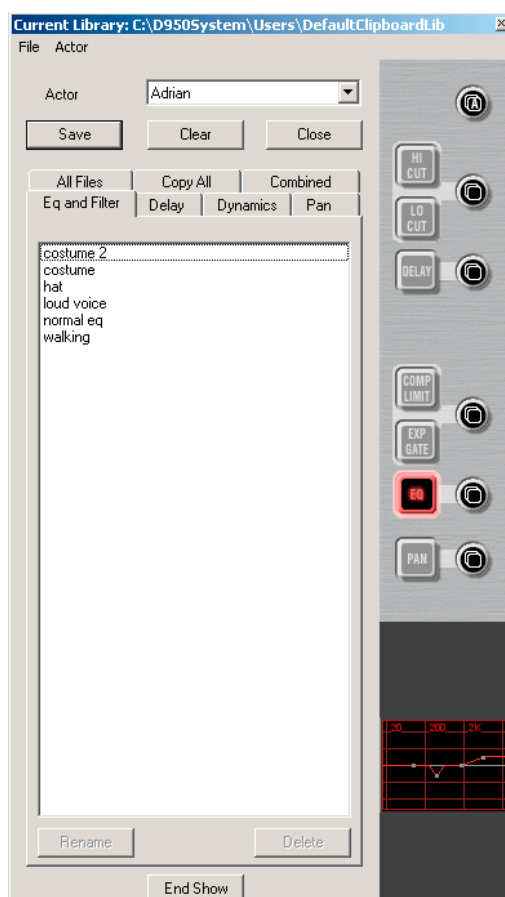 Current Library: C:\D950System\Users\DefaultClipboardLib
File Actor
Actor Adrian
A
Save Clear Close
HI CUT
All Files Copy All Combined
Eq and Filter Delay Dynamics Pan
LO CUT
costume 2
costume
DELAY
hat
loud voice
normal eq
walking
COMP LIMIT
EXP GATE
EQ
PAN
20 200 2K
Rename Delete
End Show